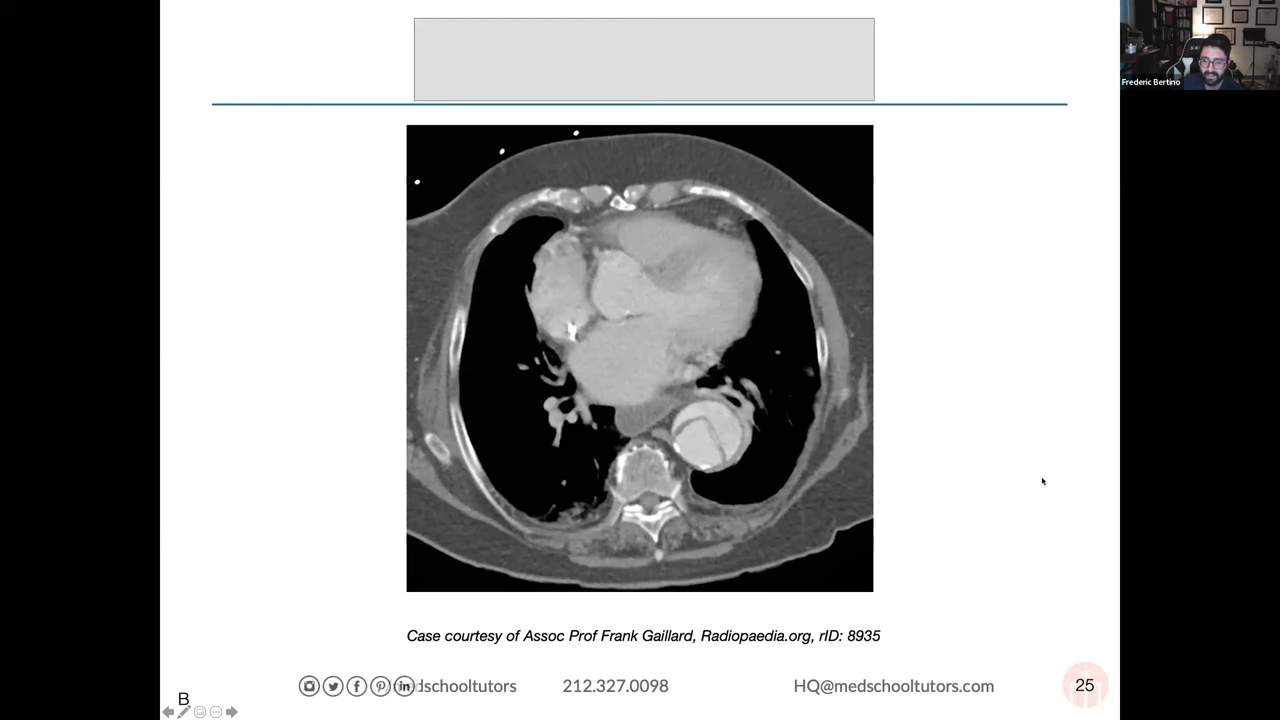 Frederic Bertino
Case courtesy of Assoc Prof Frank Gaillard, Radiopaedia.org, rID: 8935
dschooltutors
212.327.0098
HQ@medschooltutors.com
25
B